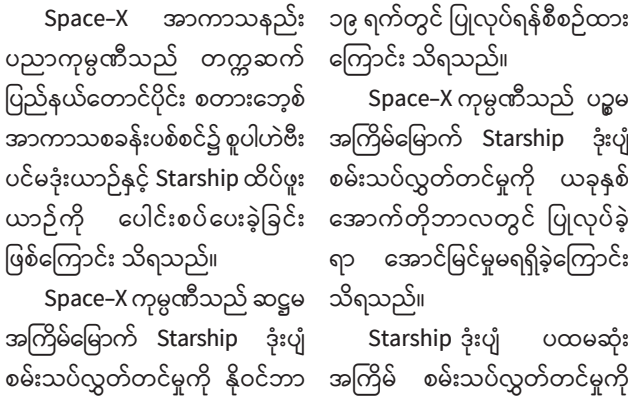 Space-X အာကာသနည်း
ပညာကုမ္ပဏီသည် တက္ကဆက်
ပြည်နယ်တောင်ပိုင်း စတားဘေ့စ်
အာကာသစခန်းပစ်စင်၌ စူပါဟဲဗီး
ပင်မဒုံးယာဉ်နှင့် Starship ထိပ်ဖူး
ယာဉ်ကို ပေါင်းစပ်ပေးခဲ့ခြင်း
ဖြစ်ကြောင်း သိရသည်။
Space-X ကုမ္ပဏီသည် ဆဋ္ဌမ
အကြိမ်မြောက် Starship ဒုံးပျံ
စမ်းသပ်လွှတ်တင်မှုကို နိုဝင်ဘာ
၁၉ ရက်တွင် ပြုလုပ်ရန်စီစဉ်ထား
ကြောင်း သိရသည်။
Space-X ကုမ္ပဏီသည် ပဉ္စမ
အကြိမ်မြောက် Starship ဒုံးပျံ
စမ်းသပ်လွှတ်တင်မှုကို ယခုနှစ်
အောက်တိုဘာလတွင် ပြုလုပ်ခဲ့
ရာ အောင်မြင်မှုမရရှိခဲ့ကြောင်း
သိရသည်။
Starship ဒုံးပျံ ပထမဆုံး
အကြိမ် စမ်းသပ်လွှတ်တင်မှုကို